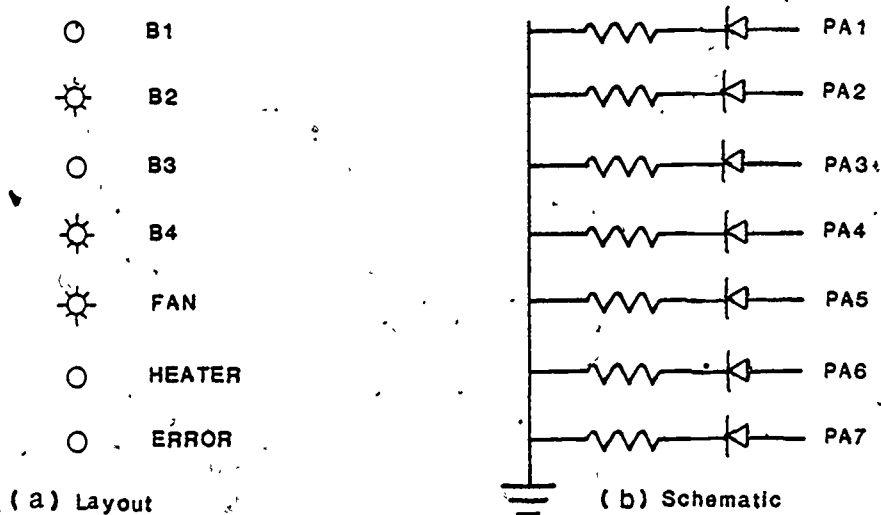 B1 PA1
B2 PA2
B3 PA3
B4 PA4
FAN PA5
HEATER PA6
ERROR PA7
(a) Layout (b) Schematic